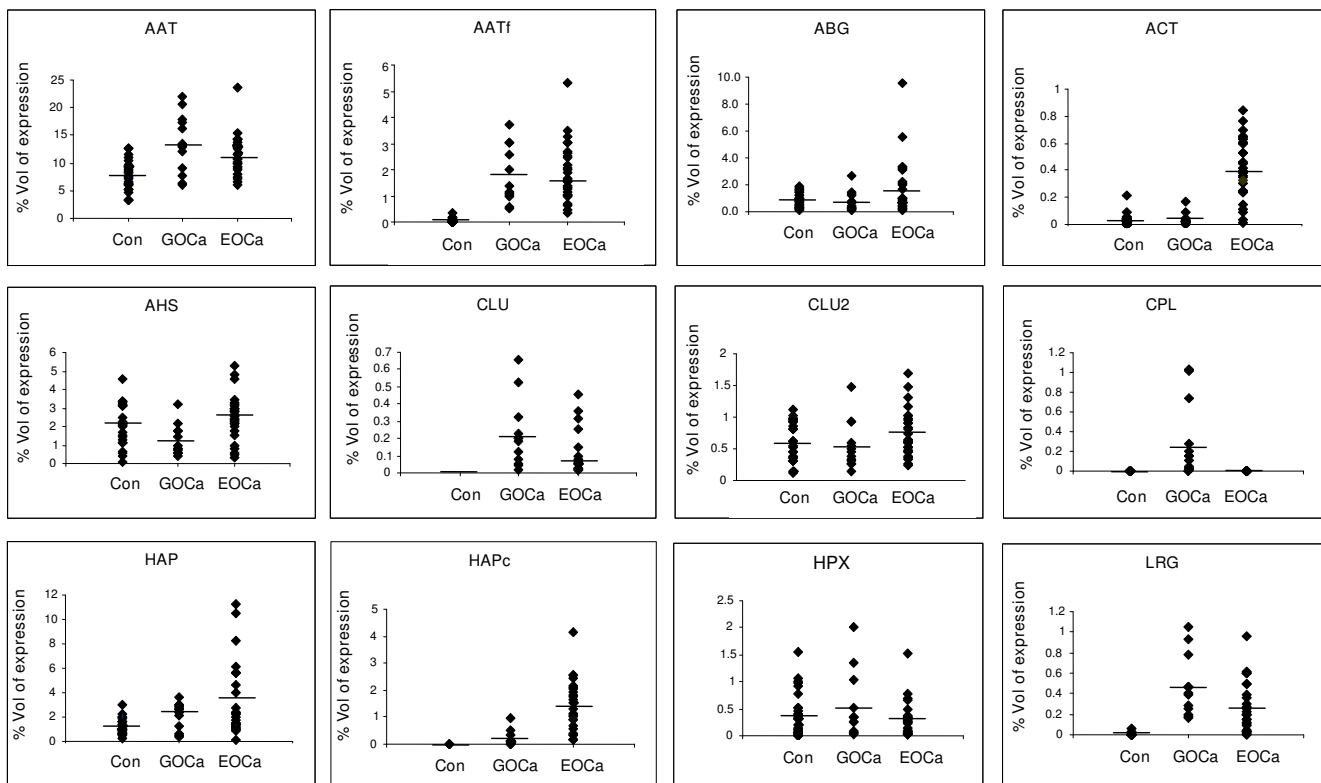 AAT
% Vol of expression
25
20
15
10
5
0
Con GOCa EOCa
AATf
% Vol of expression
6
5
4
3
2
1
0
Con GOCa EOCa
ABG
% Vol of expression
10.0
8.0
6.0
4.0
2.0
0.0
Con GOCa EOCa
ACT
% Vol of expression
1
0.8
0.6
0.4
0.2
0
Con GOCa EOCa
AHS
% Vol of expression
6
5
4
3
2
1
0
Con GOCa EOCa
CLU
% Vol of expression
0.7
0.6
0.5
0.4
0.3
0.2
0.1
0
Con GOCa EOCa
CLU2
% Vol of expression
2
1.5
1
0.5
0
Con GOCa EOCa
CPL
% Vol of expression
1.2
1
0.8
0.6
0.4
0.2
0
Con GOCa EOCa
HAP
% Vol of expression
12
10
8
6
4
2
0
Con GOCa EOCa
HAPc
% Vol of expression
5
4
3
2
1
0
Con GOCa EOCa
HPX
% Vol of expression
2.5
2
1.5
1
0.5
0
Con GOCa EOCa
LRG
% Vol of expression
1.2
1
0.8
0.6
0.4
0.2
0
Con GOCa EOCa